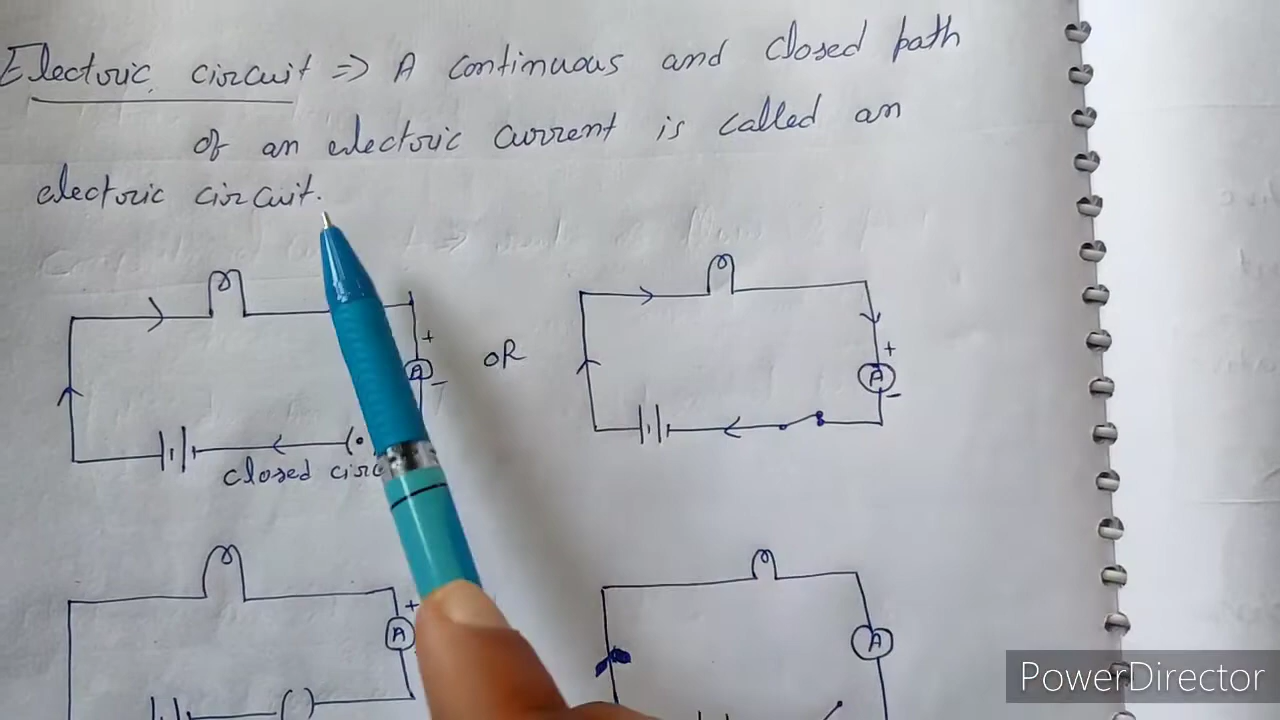 Electric circuit ⇒ A continuous and closed path
of an electric current is called an
electric circuit.
+
A
-
OR
+
A
-
closed circ
+
A
A
PowerDirector